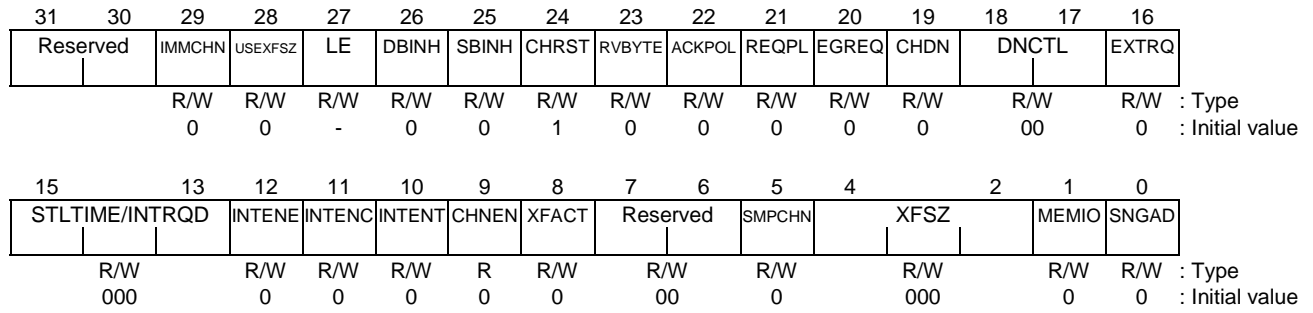 31 30 29 28 27 26 25 24 23 22 21 20 19 18 17 16
Reserved IMMCHN USEXFSZ LE DBINH SBINH CHRST RVBYTE ACKPOL REQPL EGREQ CHDN DNCTL EXTRQ
R/W R/W R/W R/W R/W R/W R/W R/W R/W R/W R/W R/W R/W : Type
0 0 - 0 0 1 0 0 0 0 0 00 0 : Initial value
15 13 12 11 10 9 8 7 6 5 4 2 1 0
STLTIME/INTRQD INTENE INTENC INTENT CHNEN XFACT Reserved SMPCHN XFSZ MEMIO SNGAD
R/W R/W R/W R/W R R/W R/W R/W R/W R/W R/W : Type
000 0 0 0 0 0 00 0 000 0 0 : Initial value